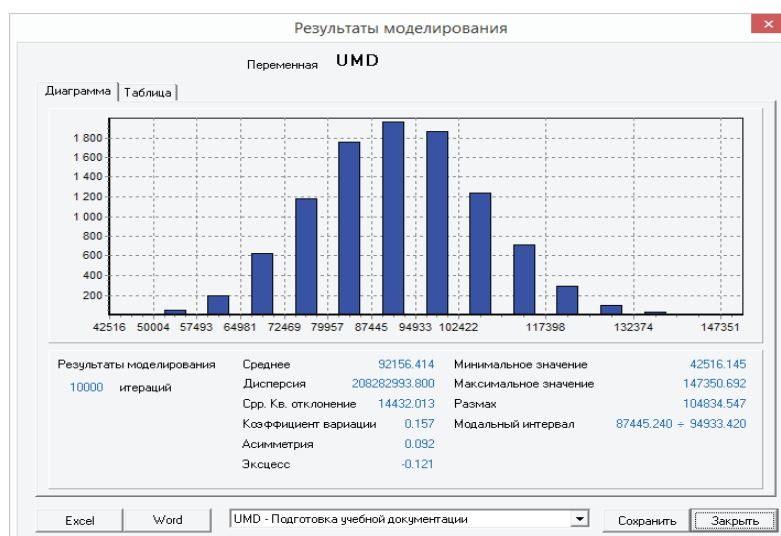 Результаты моделирования
Переменная UMD
Диаграмма Таблица
1 800
1 600
1 400
1 200
1 000
800
600
400
200
42516 50004 57493 64981 72469 79957 87445 94933 102422 117398 132374 147351
Результаты моделирования
10000 итераций
Среднее 92156.414
Дисперсия 208282993.800
Срр. Кв. отклонение 14432.013
Коэффициент вариации 0.157
Асимметрия 0.092
Эксцесс -0.121
Минимальное значение 42516.145
Максимальное значение 147350.692
Размах 104834.547
Модальный интервал 87445.240 ÷ 94933.420
Excel Word UMD - Подготовка учебной документации Сохранить Закрыть